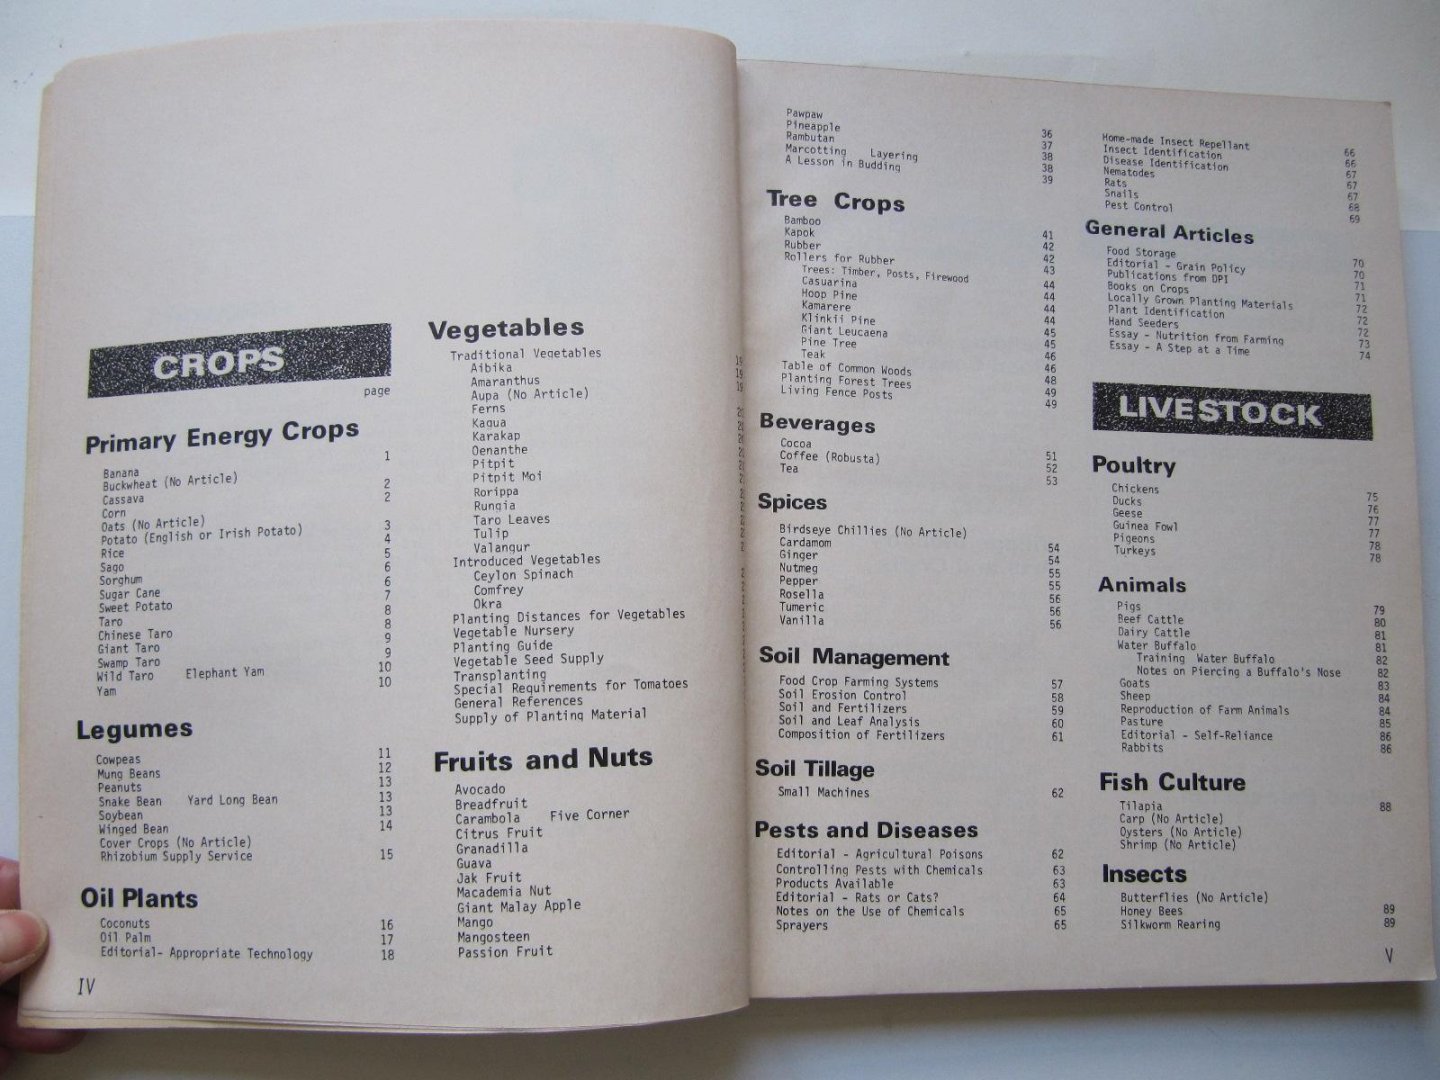 CROPS
page
Primary Energy Crops
Banana 1
Buckwheat (No Article)
Cassava 2
Corn 2
Oats (No Article)
Potato (English or Irish Potato) 3
Rice 4
Sago 5
Sorghum 6
Sugar Cane 6
Sweet Potato 7
Taro 8
Chinese Taro 8
Giant Taro 9
Swamp Taro 9
Wild Taro Elephant Yam 10
Yam 10
Legumes
Cowpeas 11
Mung Beans 12
Peanuts 13
Snake Bean Yard Long Bean 13
Soybean 13
Winged Bean 14
Cover Crops (No Article)
Rhizobium Supply Service 15
Oil Plants
Coconuts 16
Oil Palm 17
Editorial- Appropriate Technology 18
IV
Vegetables
Traditional Vegetables
Aibika
Amaranthus
Aupa (No Article)
Ferns
Kaqua
Karakap
Oenanthe
Pitpit
Pitpit Moi
Rorippa
Rungia
Taro Leaves
Tulip
Valangur
Introduced Vegetables
Ceylon Spinach
Comfrey
Okra
Planting Distances for Vegetables
Vegetable Nursery
Planting Guide
Vegetable Seed Supply
Transplanting
Special Requirements for Tomatoes
General References
Supply of Planting Material
Fruits and Nuts
Avocado
Breadfruit
Carambola Five Corner
Citrus Fruit
Granadilla
Guava
Jak Fruit
Macademia Nut
Giant Malay Apple
Mango
Mangosteen
Passion Fruit
Pawpaw 36
Pineapple 37
Rambutan 38
Marcotting Layering 38
A Lesson in Budding 39
Tree Crops
Bamboo 41
Kapok 42
Rubber 42
Rollers for Rubber 43
Trees: Timber, Posts, Firewood
Casuarina 44
Hoop Pine 44
Kamarere 44
Klinkii Pine 44
Giant Leucaena 45
Pine Tree 45
Teak 46
Table of Common Woods 46
Planting Forest Trees 48
Living Fence Posts 49
49
Beverages
Cocoa 51
Coffee (Robusta) 52
Tea 53
Spices
Birdseye Chillies (No Article)
Cardamom 54
Ginger 54
Nutmeg 55
Pepper 55
Rosella 56
Tumeric 56
Vanilla 56
Soil Management
Food Crop Farming Systems 57
Soil Erosion Control 58
Soil and Fertilizers 59
Soil and Leaf Analysis 60
Composition of Fertilizers 61
Soil Tillage
Small Machines 62
Pests and Diseases
Editorial - Agricultural Poisons 62
Controlling Pests with Chemicals 63
Products Available 63
Editorial - Rats or Cats? 64
Notes on the Use of Chemicals 65
Sprayers 65
Home-made Insect Repellant 66
Insect Identification 66
Disease Identification 67
Nematodes 67
Rats 67
Snails 68
Pest Control 69
General Articles
Food Storage 70
Editorial - Grain Policy 70
Publications from DPI 71
Books on Crops 71
Locally Grown Planting Materials 72
Plant Identification 72
Hand Seeders 72
Essay - Nutrition from Farming 73
Essay - A Step at a Time 74
LIVESTOCK
Poultry
Chickens 75
Ducks 76
Geese 77
Guinea Fowl 77
Pigeons 78
Turkeys 78
Animals
Pigs 79
Beef Cattle 80
Dairy Cattle 81
Water Buffalo 81
Training Water Buffalo 82
Notes on Piercing a Buffalo's Nose 82
Goats 83
Sheep 84
Reproduction of Farm Animals 84
Pasture 85
Editorial - Self-Reliance 86
Rabbits 86
Fish Culture
Tilapia 88
Carp (No Article)
Oysters (No Article)
Shrimp (No Article)
Insects
Butterflies (No Article)
Honey Bees 89
Silkworm Rearing 89
V